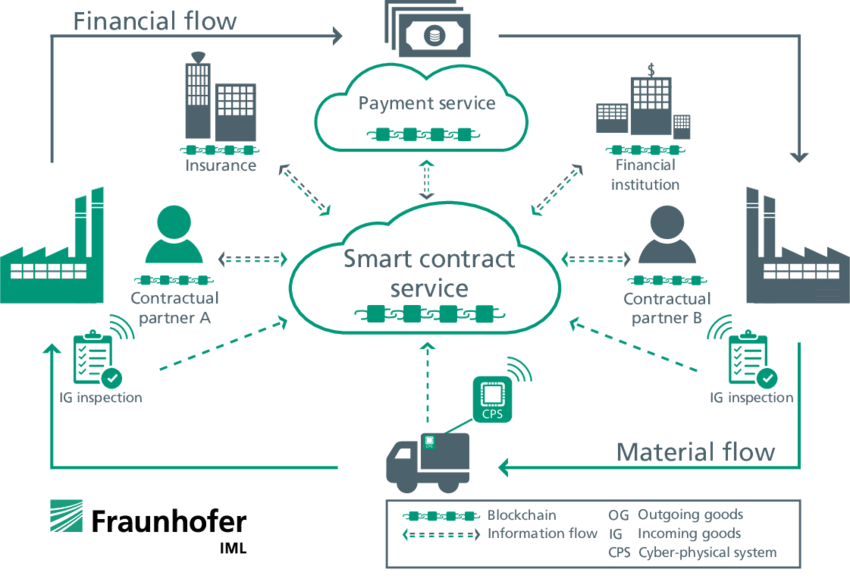 Financial flow
Payment service
Insurance
$
Financial
institution
Smart contract
service
Contractual
partner A
Contractual
partner B
IG inspection
IG inspection
CPS
OG
Material flow
Fraunhofer
IML
Blockchain
Information flow
OG Outgoing goods
IG Incoming goods
CPS Cyber-physical system